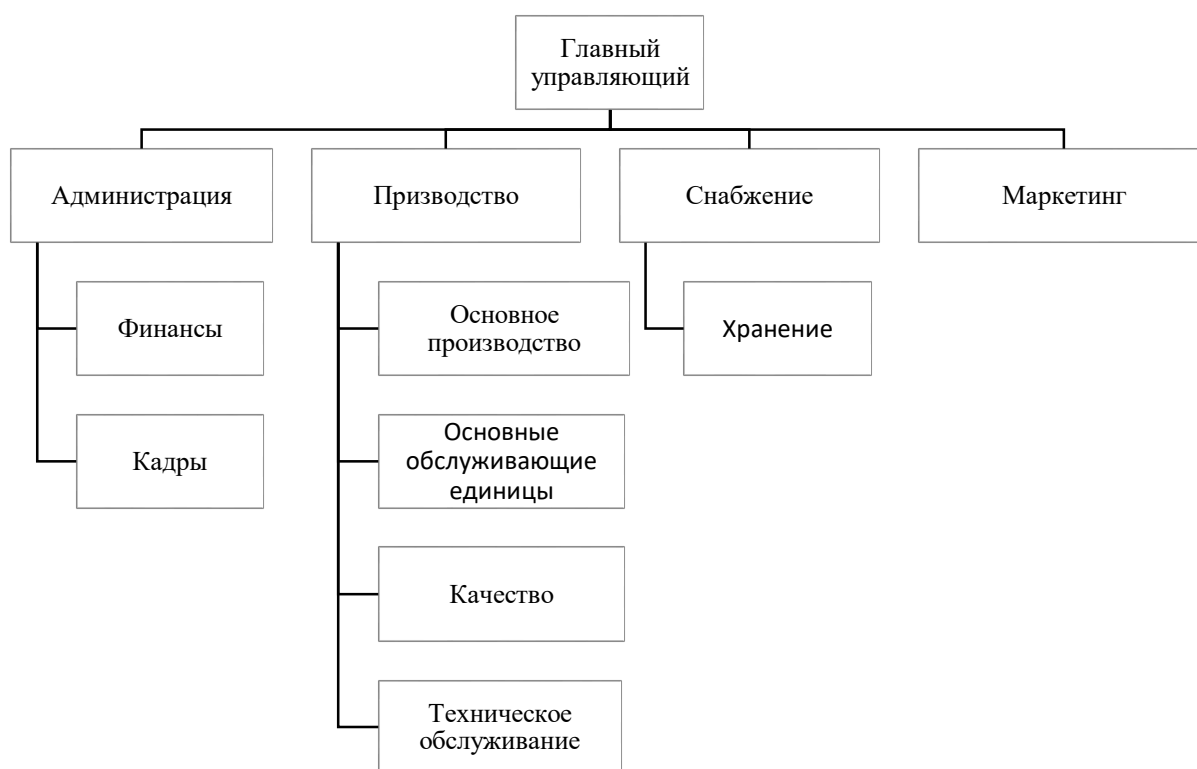 Главный
управляющий
Администрация
Призводство
Снабжение
Маркетинг
Финансы
Кадры
Основное
производство
Основные
обслуживающие
единицы
Качество
Техническое
обслуживание
Хранение